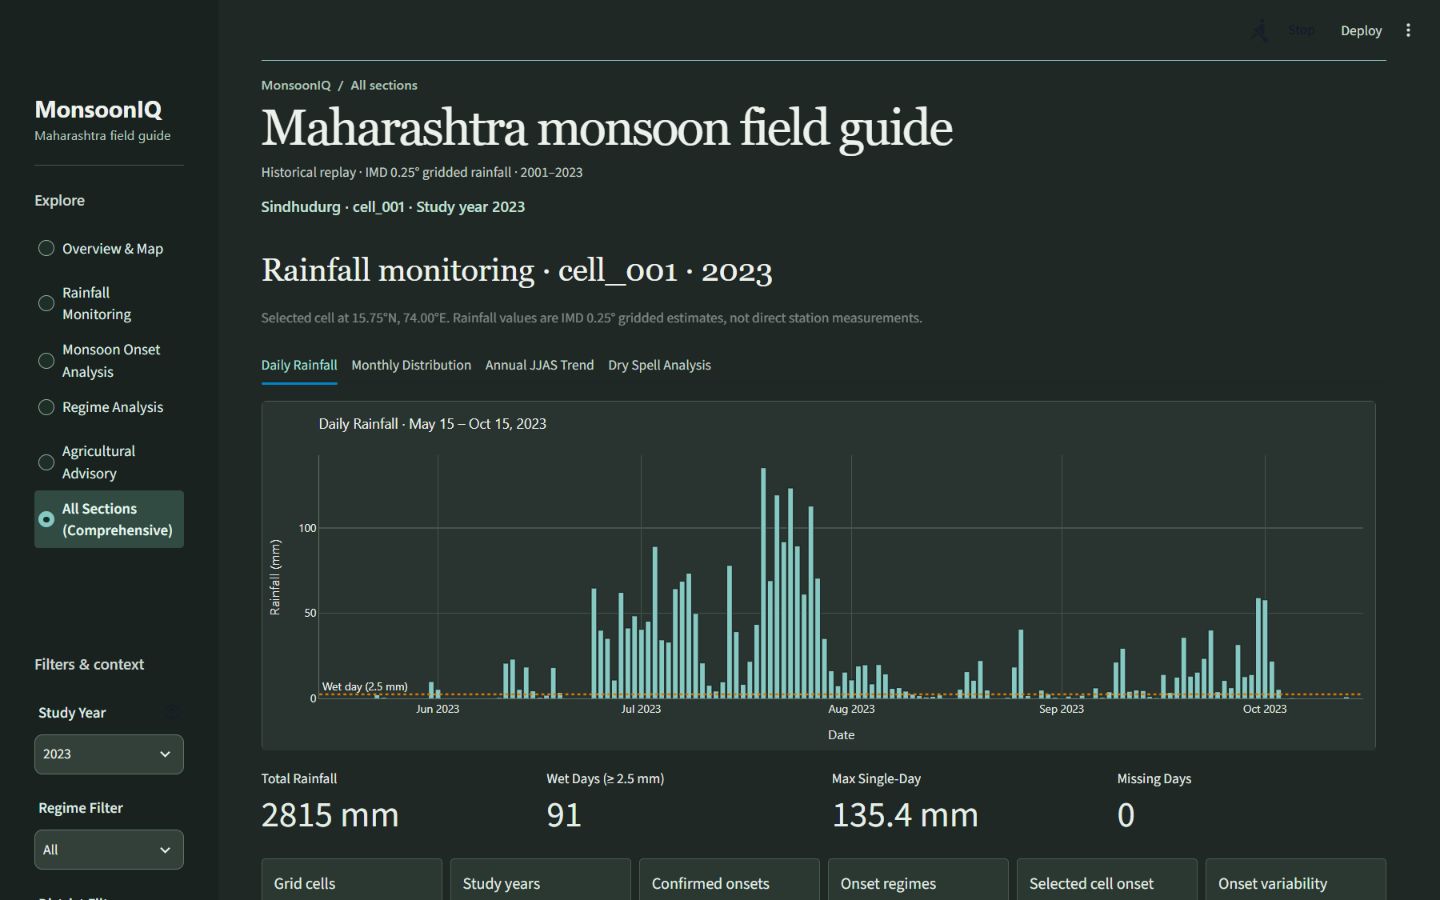 Stop
Deploy
MonsoonIQ
Maharashtra field guide
Explore
Overview & Map
Rainfall
Monitoring
Monsoon Onset
Analysis
Regime Analysis
Agricultural
Advisory
All Sections
(Comprehensive)
Filters & context
Study Year
2023
Regime Filter
All
MonsoonIQ / All sections
Maharashtra monsoon field guide
Historical replay · IMD 0.25° gridded rainfall · 2001–2023
Sindhudurg · cell_001 · Study year 2023
Rainfall monitoring · cell_001 · 2023
Selected cell at 15.75°N, 74.00°E. Rainfall values are IMD 0.25° gridded estimates, not direct station measurements.
Daily Rainfall Monthly Distribution Annual JJAS Trend Dry Spell Analysis
Daily Rainfall · May 15 – Oct 15, 2023
Rainfall (mm)
100
50
0
Wet day (2.5 mm)
Jun 2023 Jul 2023 Aug 2023 Sep 2023 Oct 2023
Date
Total Rainfall
2815 mm
Wet Days (≥ 2.5 mm)
91
Max Single-Day
135.4 mm
Missing Days
0
Grid cells
Study years
Confirmed onsets
Onset regimes
Selected cell onset
Onset variability